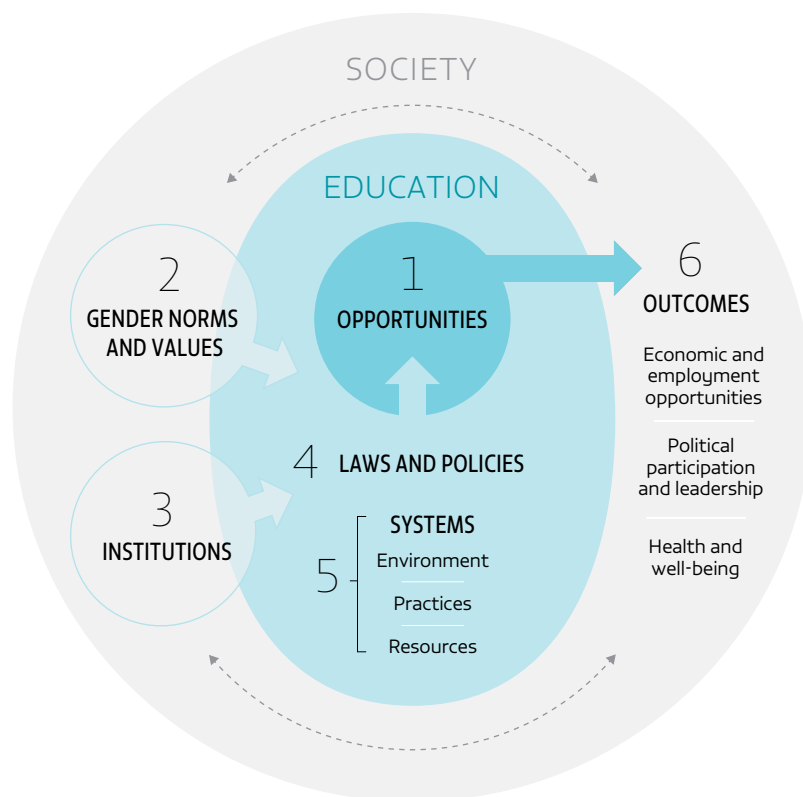 SOCIETY
EDUCATION
1
OPPORTUNITIES
2
GENDER NORMS
AND VALUES
3
INSTITUTIONS
4 LAWS AND POLICIES
5
SYSTEMS
Environment
Practices
Resources
6
OUTCOMES
Economic and
employment
opportunities
Political
participation
and leadership
Health and
well-being